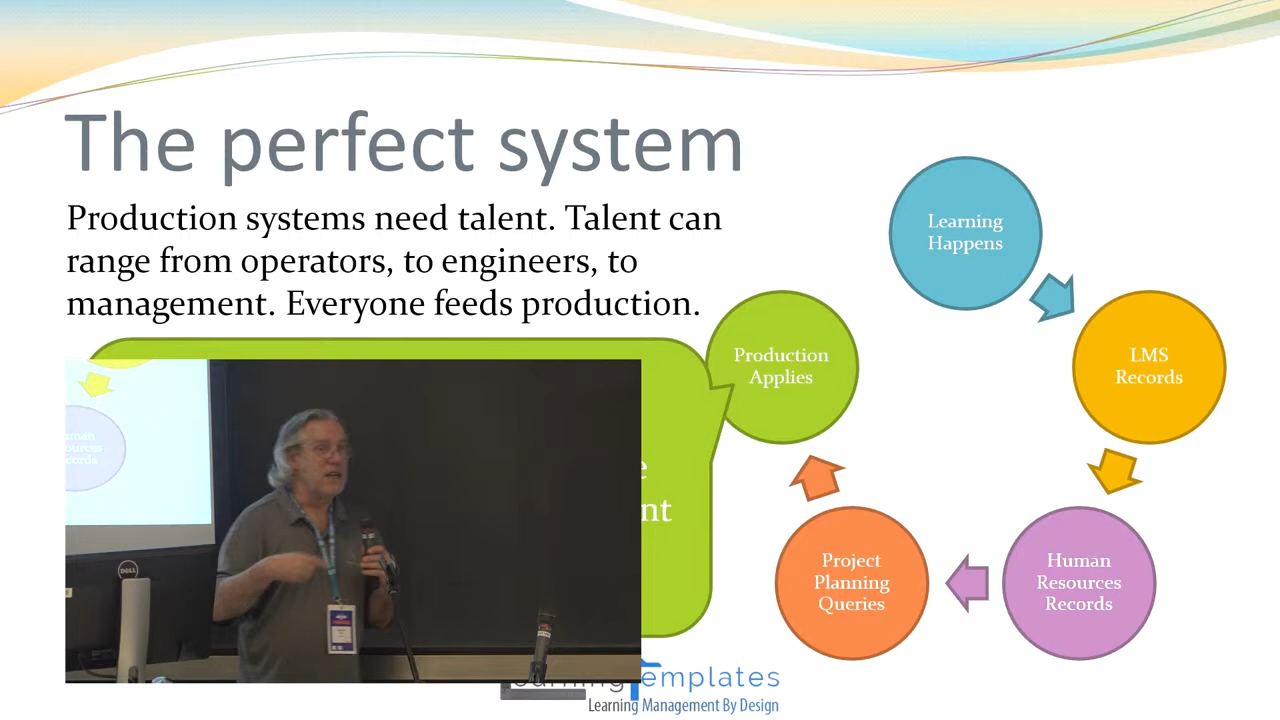 The perfect system
Production systems need talent. Talent can
range from operators, to engineers, to
management. Everyone feeds production.
Learning
Happens
LMS
Records
Human
Resources
Records
Project
Planning
Queries
Production
Applies
DELL
emplates
Learning Management By Design